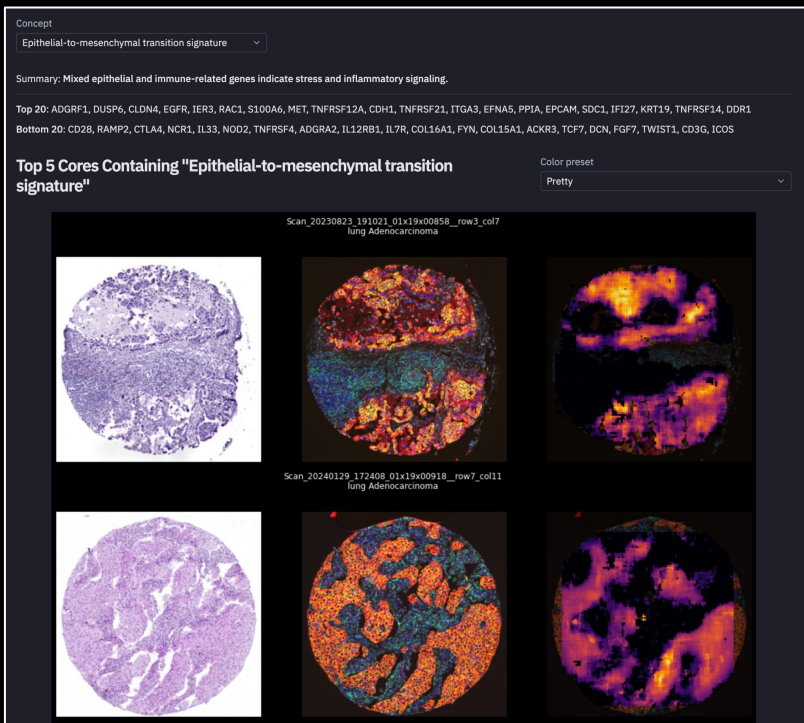 Concept
Epithelial-to-mesenchymal transition signature
Summary: Mixed epithelial and immune-related genes indicate stress and inflammatory signaling.
Top 20: ADGRF1, DUSP6, CLDN4, EGFR, IER3, RAC1, S100A6, MET, TNFRSF12A, CDH1, TNFRSF21, ITGA3, EFNA5, PPIA, EPCAM, SDC1, IFI27, KRT19, TNFRSF14, DDR1
Bottom 20: CD28, RAMP2, CTLA4, NCR1, IL33, NOD2, TNFRSF4, ADGRA2, IL12RB1, IL7R, COL16A1, FYN, COL15A1, ACKR3, TCF7, DCN, FGF7, TWIST1, CD3G, ICOS
Top 5 Cores Containing "Epithelial-to-mesenchymal transition
signature"
Color preset
Pretty
Scan_20230823_191021_01x19x00858__row3_col7
lung Adenocarcinoma
Scan_20240129_172408_01x19x00918__row7_col11
lung Adenocarcinoma